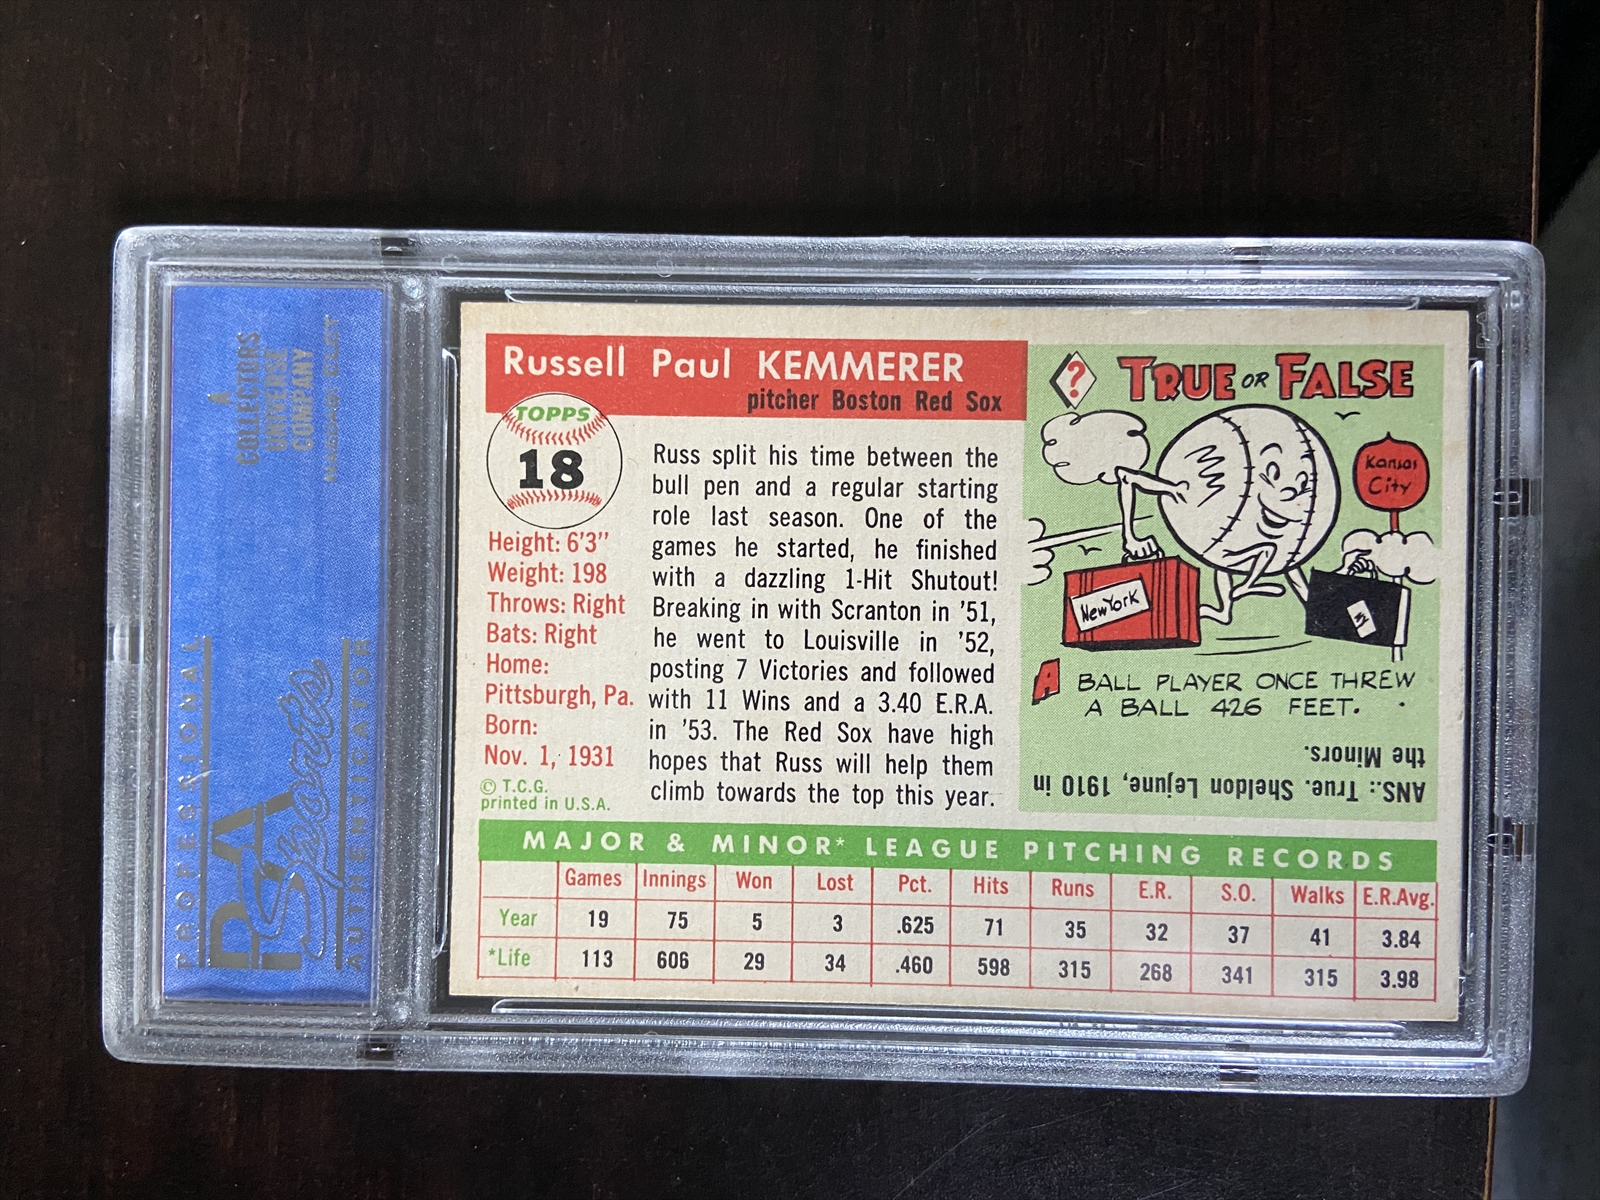 A
COLLECTORS
UNIVERSE
COMPANY
NASDAQ: CLCT
PROFESSIONAL
PSA
Sports
AUTHENTICATOR
Russell Paul KEMMERER
pitcher Boston Red Sox
TOPPS
18
Height: 6'3"
Weight: 198
Throws: Right
Bats: Right
Home:
Pittsburgh, Pa.
Born:
Nov. 1, 1931
© T.C.G.
printed in U.S.A.
Russ split his time between the
bull pen and a regular starting
role last season. One of the
games he started, he finished
with a dazzling 1-Hit Shutout!
Breaking in with Scranton in '51,
he went to Louisville in '52,
posting 7 Victories and followed
with 11 Wins and a 3.40 E.R.A.
in '53. The Red Sox have high
hopes that Russ will help them
climb towards the top this year.
? TRUE OR FALSE
Kansas
City
New York
NY
A BALL PLAYER ONCE THREW
A BALL 426 FEET.
ANS.: True. Sheldon Lejune, 1910 in
the Minors.
MAJOR & MINOR* LEAGUE PITCHING RECORDS
Games Innings Won Lost Pct. Hits Runs E.R. S.O. Walks E.R.Avg.
Year 19 75 5 3 .625 71 35 32 37 41 3.84
*Life 113 606 29 34 .460 598 315 268 341 315 3.98